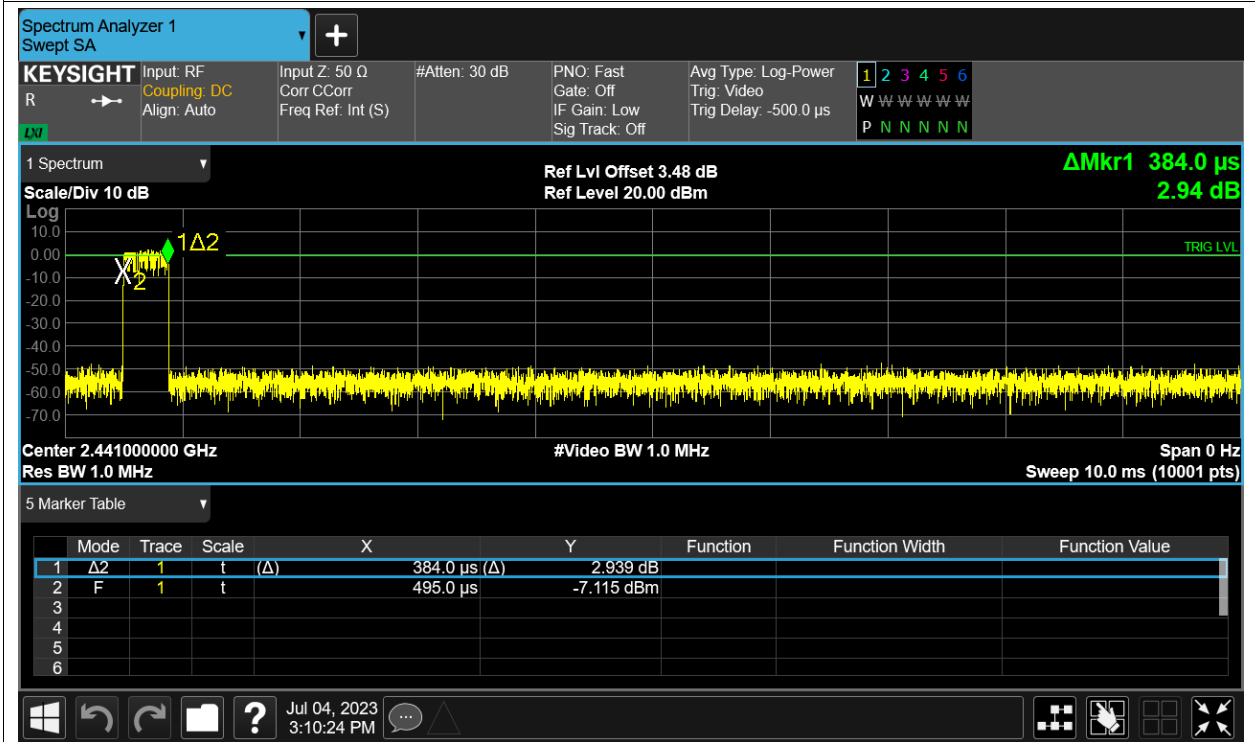 Spectrum Analyzer 1
Swept SA
KEYSIGHT
R
LXI
Input: RF
Coupling: DC
Align: Auto
Input Z: 50 Ω
Corr CCorr
Freq Ref: Int (S)
#Atten: 30 dB
PNO: Fast
Gate: Off
IF Gain: Low
Sig Track: Off
Avg Type: Log-Power
Trig: Video
Trig Delay: -500.0 µs
1 2 3 4 5 6
W W W W W W
P N N N N N
1 Spectrum
Scale/Div 10 dB
Ref Lvl Offset 3.48 dB
Ref Level 20.00 dBm
ΔMkr1 384.0 µs
2.94 dB
Log
10.0
0.00
-10.0
-20.0
-30.0
-40.0
-50.0
-60.0
-70.0
1Δ2
X2
TRIG LVL
Center 2.441000000 GHz
Res BW 1.0 MHz
#Video BW 1.0 MHz
Span 0 Hz
Sweep 10.0 ms (10001 pts)
5 Marker Table
Mode Trace Scale X Y Function Function Width Function Value
1 Δ2 1 t (Δ) 384.0 µs (Δ) 2.939 dB
2 F 1 t 495.0 µs -7.115 dBm
3
4
5
6
?
Jul 04, 2023
3:10:24 PM